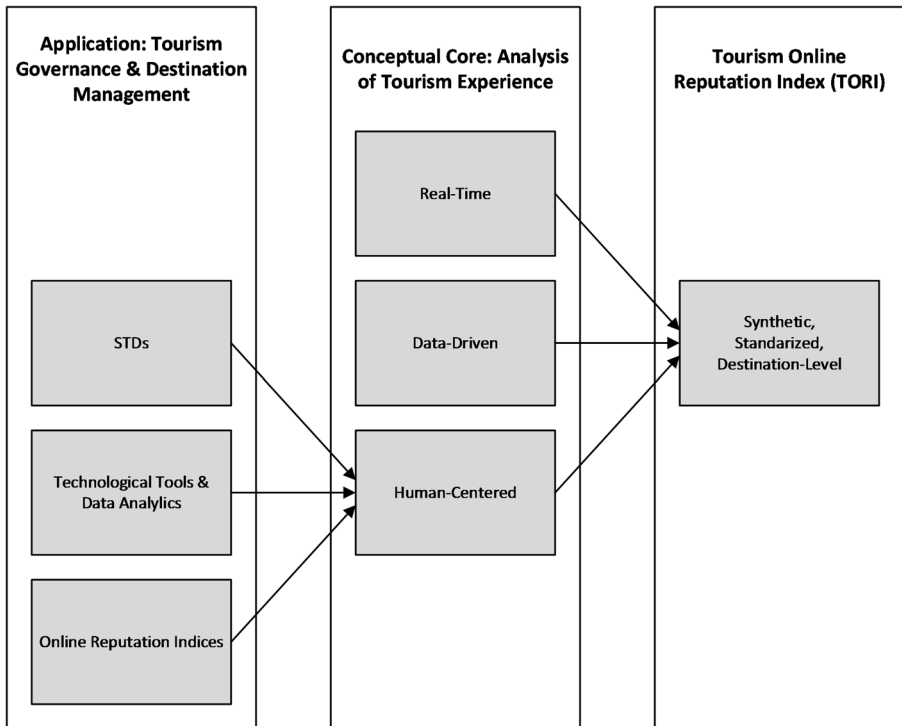 Application: Tourism
Governance & Destination
Management
STDs
Technological Tools &
Data Analylics
Online Reputation Indices
Conceptual Core: Analysis
of Tourism Experience
Real-Time
Data-Driven
Human-Centered
Tourism Online
Reputation Index (TORI)
Synthetic,
Standarized,
Destination-Level